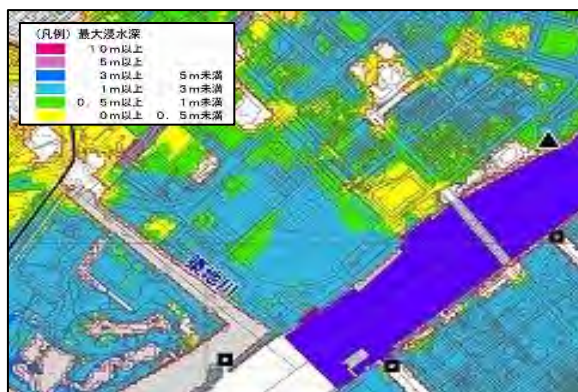 (凡例) 最大浸水深
10m以上
5m以上
3m以上 5m未満
1m以上 3m未満
0.5m以上 1m未満
0m以上 0.5m未満
築地川